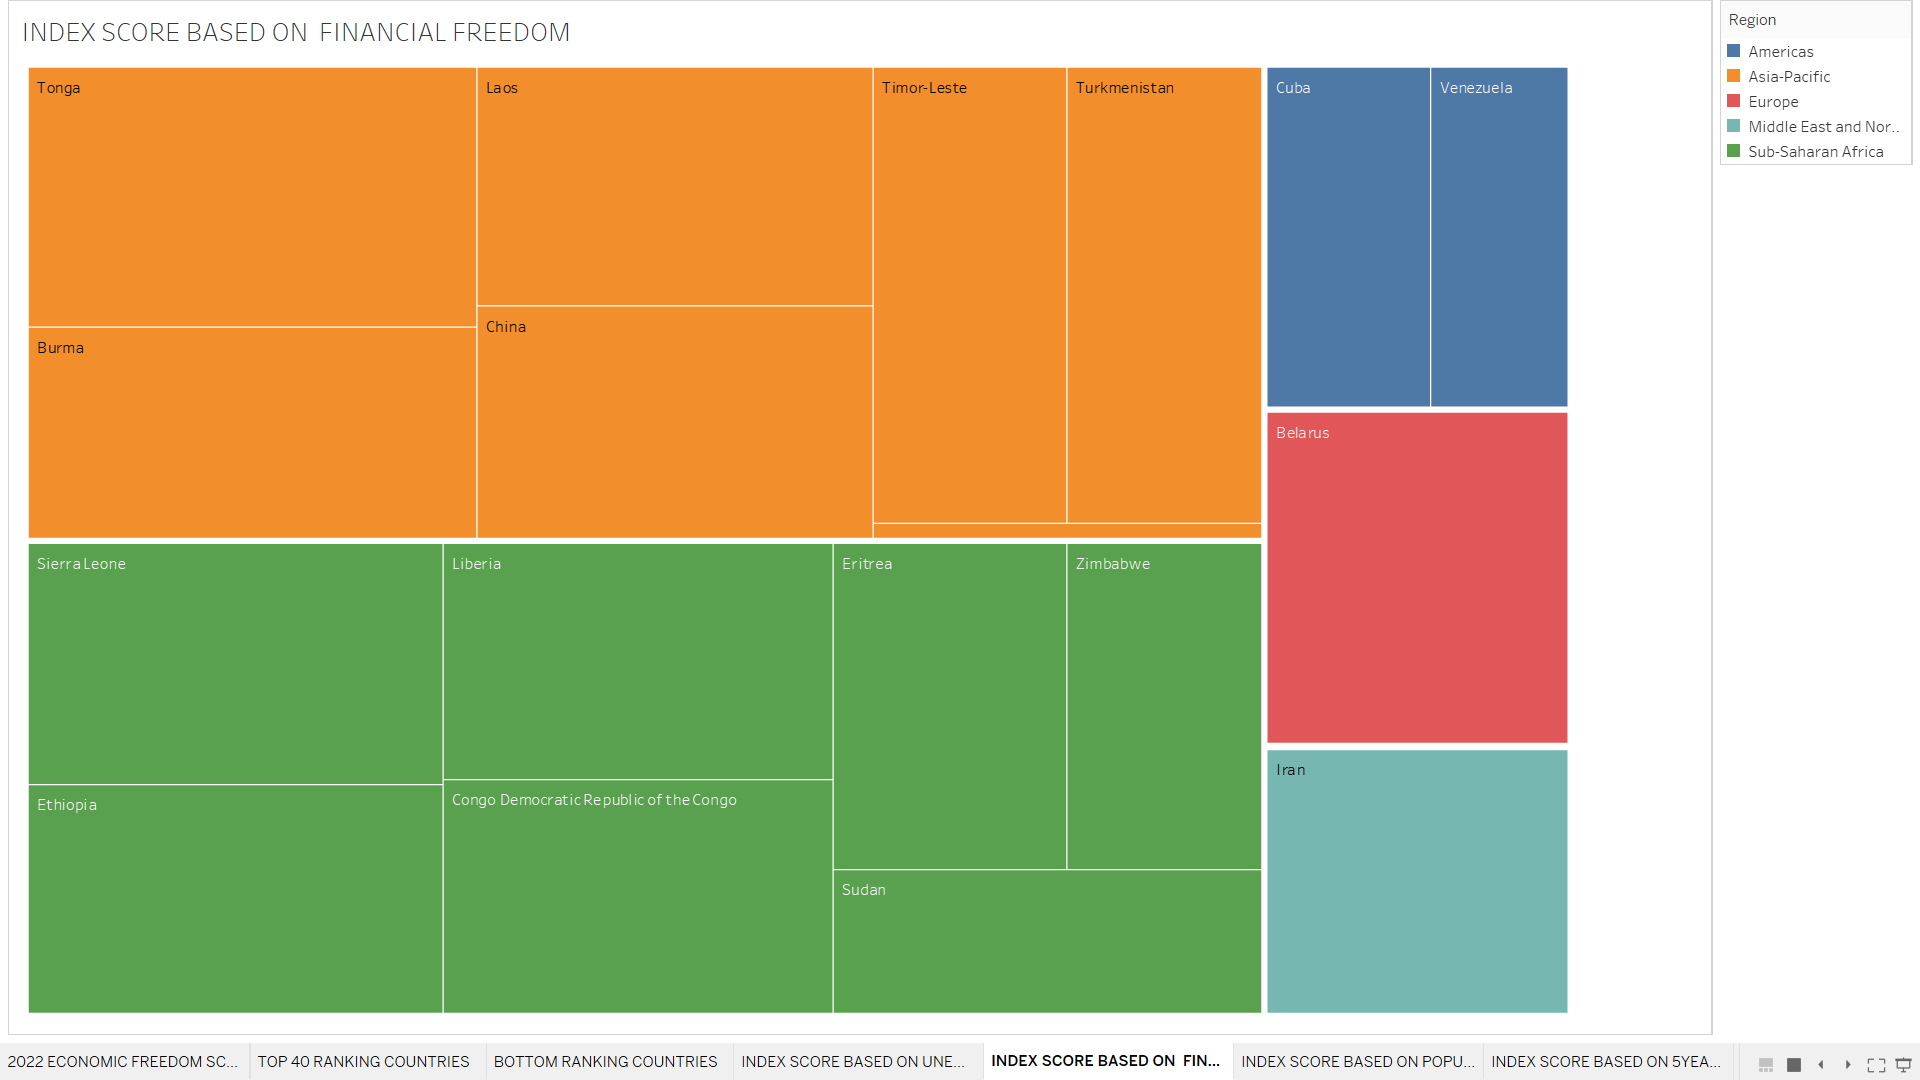 INDEX SCORE BASED ON  FINANCIAL FREEDOM
Tonga
Laos
Timor-Leste
Turkmenistan
Cuba
Venezuela
China
Burma
Belarus
Sierra Leone
Liberia
Eritrea
Zimbabwe
Iran
Ethiopia
Congo Democratic Republic of the Congo
Sudan
Region
Americas
Asia-Pacific
Europe
Middle East and Nor..
Sub-Saharan Africa
2022 ECONOMIC FREEDOM SC...
TOP 40 RANKING COUNTRIES
BOTTOM RANKING COUNTRIES
INDEX SCORE BASED ON UNE...
INDEX SCORE BASED ON  FIN...
INDEX SCORE BASED ON POPU...
INDEX SCORE BASED ON 5YEA...